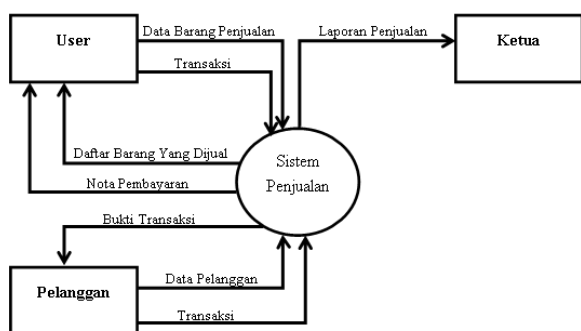 User
Data Barang Penjualan
Laporan Penjualan
Ketua
Transaksi
Daftar Barang Yang Dijual
Sistem
Penjualan
Nota Pembayaran
Bukti Transaksi
Data Pelanggan
Pelanggan
Transaksi